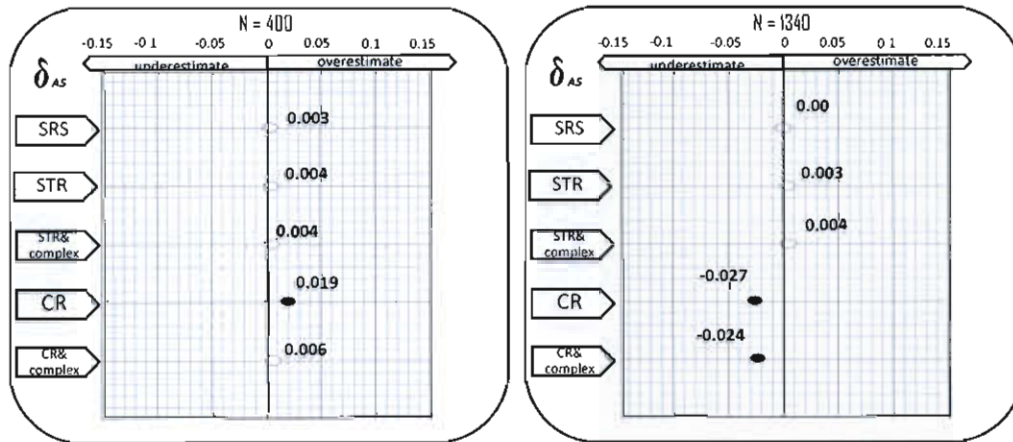 N = 400
-0.15 -0.1 -0.05 0 0.05 0.1 0.15
underestimate overestimate
δ AS
SRS 0.003
STR 0.004
STR& complex 0.004
CR 0.019
CR& complex 0.006
N = 1340
-0.15 -0.1 -0.05 0 0.05 0.1 0.15
underestimate overestimate
δ AS
SRS 0.00
STR 0.003
STR& complex 0.004
CR -0.027
CR& complex -0.024